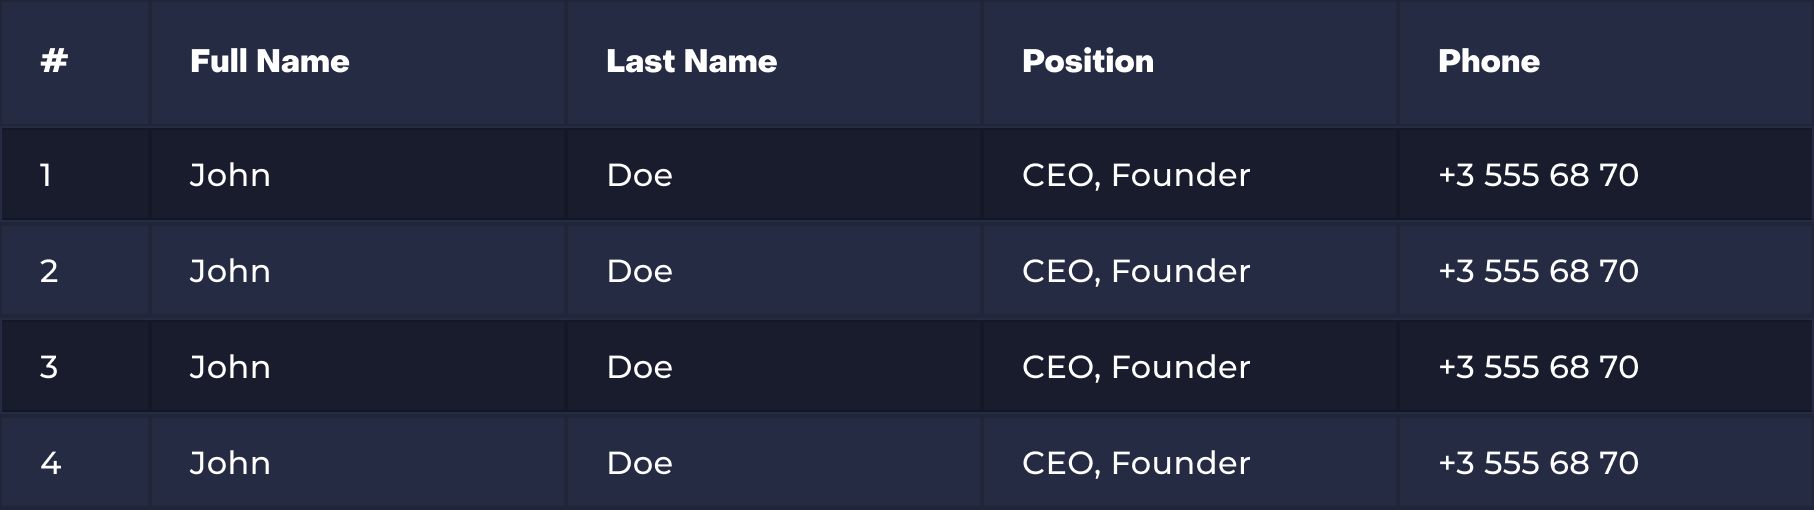 # Full Name Last Name Position Phone
1 John Doe CEO, Founder +3 555 68 70
2 John Doe CEO, Founder +3 555 68 70
3 John Doe CEO, Founder +3 555 68 70
4 John Doe CEO, Founder +3 555 68 70